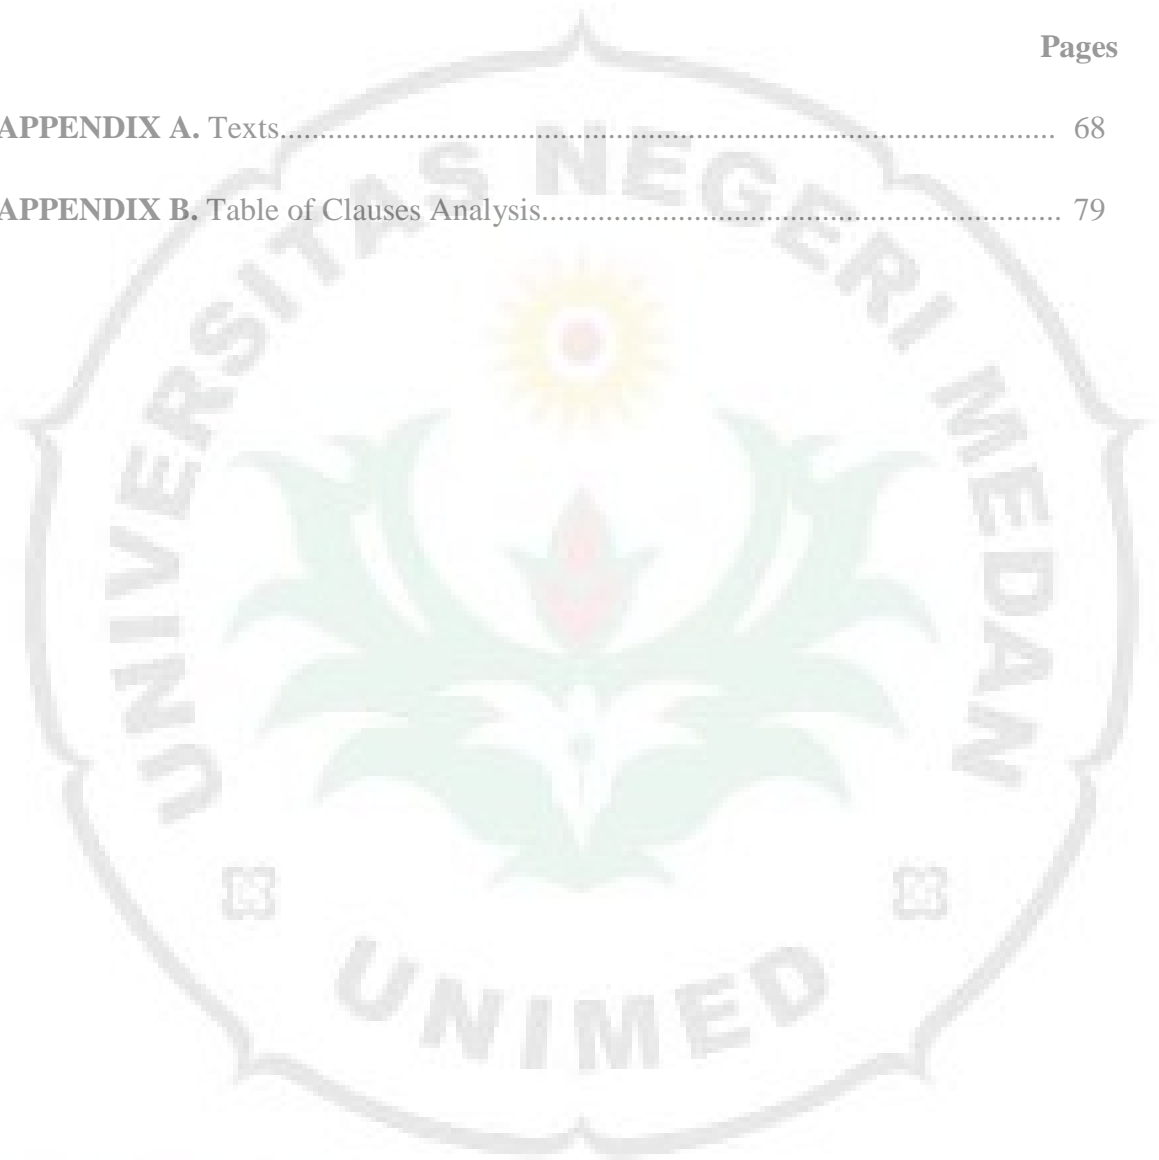 Pages
APPENDIX A. Texts................................................................................................ 68
APPENDIX B. Table of Clauses Analysis................................................................ 79
UNIVERSITAS NEGERI MEDAN
UNIMED